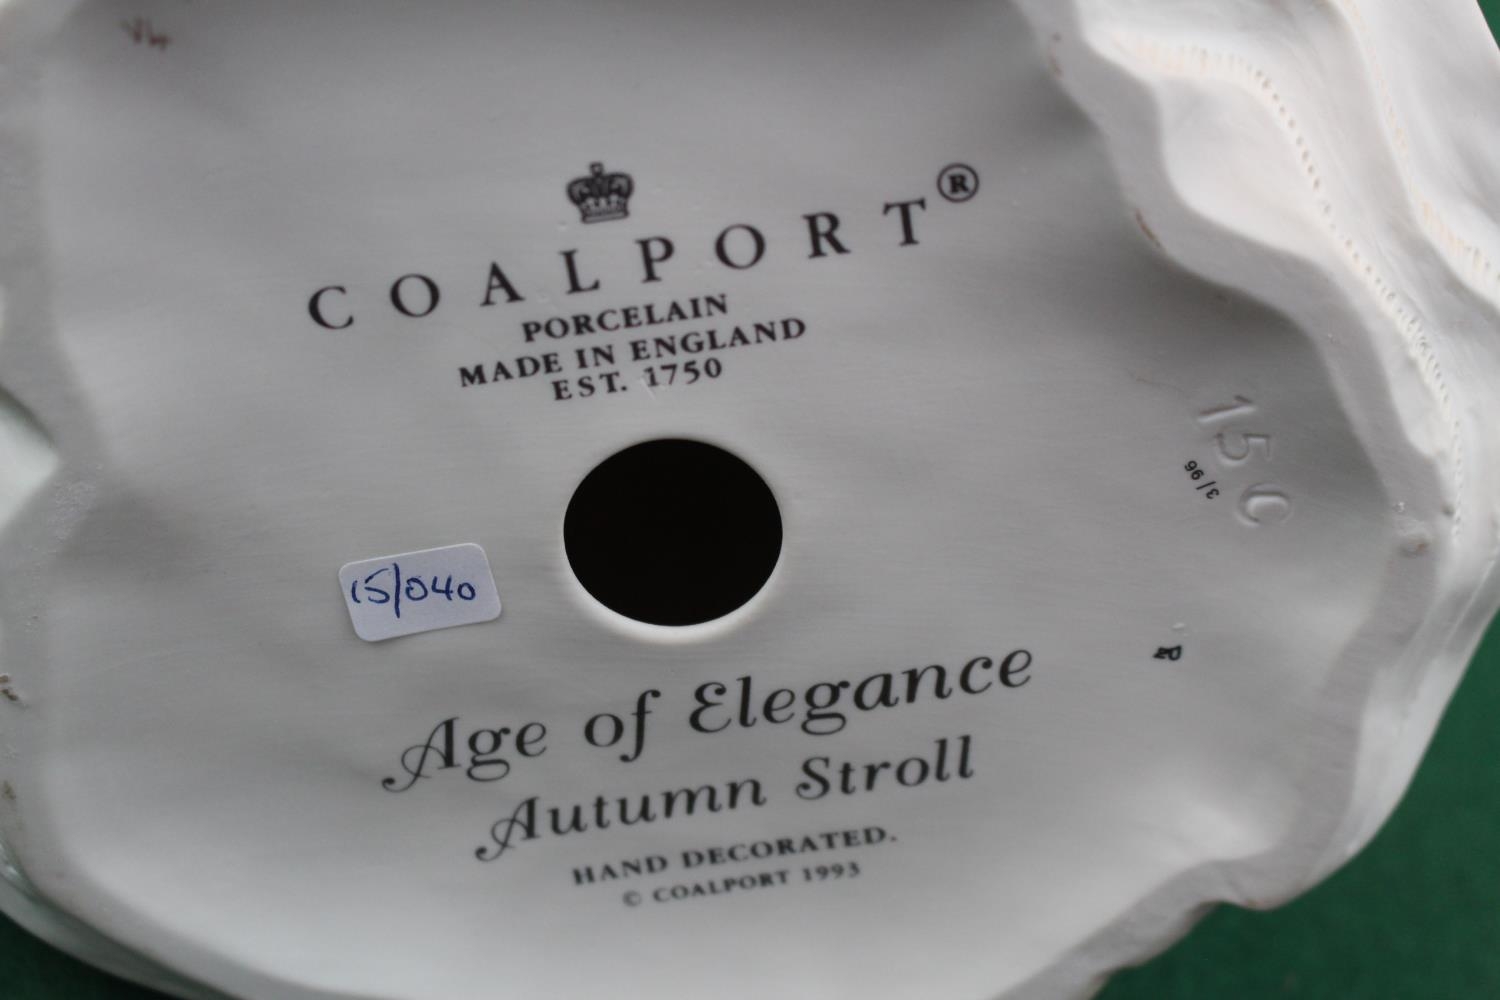 COALPORT®
PORCELAIN
MADE IN ENGLAND
EST. 1750
15 C
3/96
15/040
Age of Elegance
Autumn Stroll
HAND DECORATED.
© COALPORT 1993